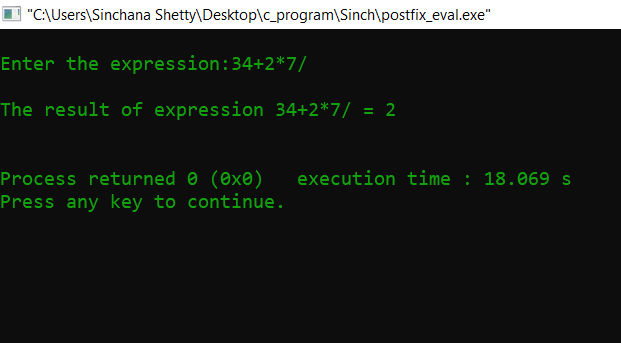 "C:\Users\Sinchana Shetty\Desktop\c_program\Sinch\postfix_eval.exe"
Enter the expression:34+2*7/
The result of expression 34+2*7/ = 2
Process returned 0 (0x0)   execution time : 18.069 s
Press any key to continue.